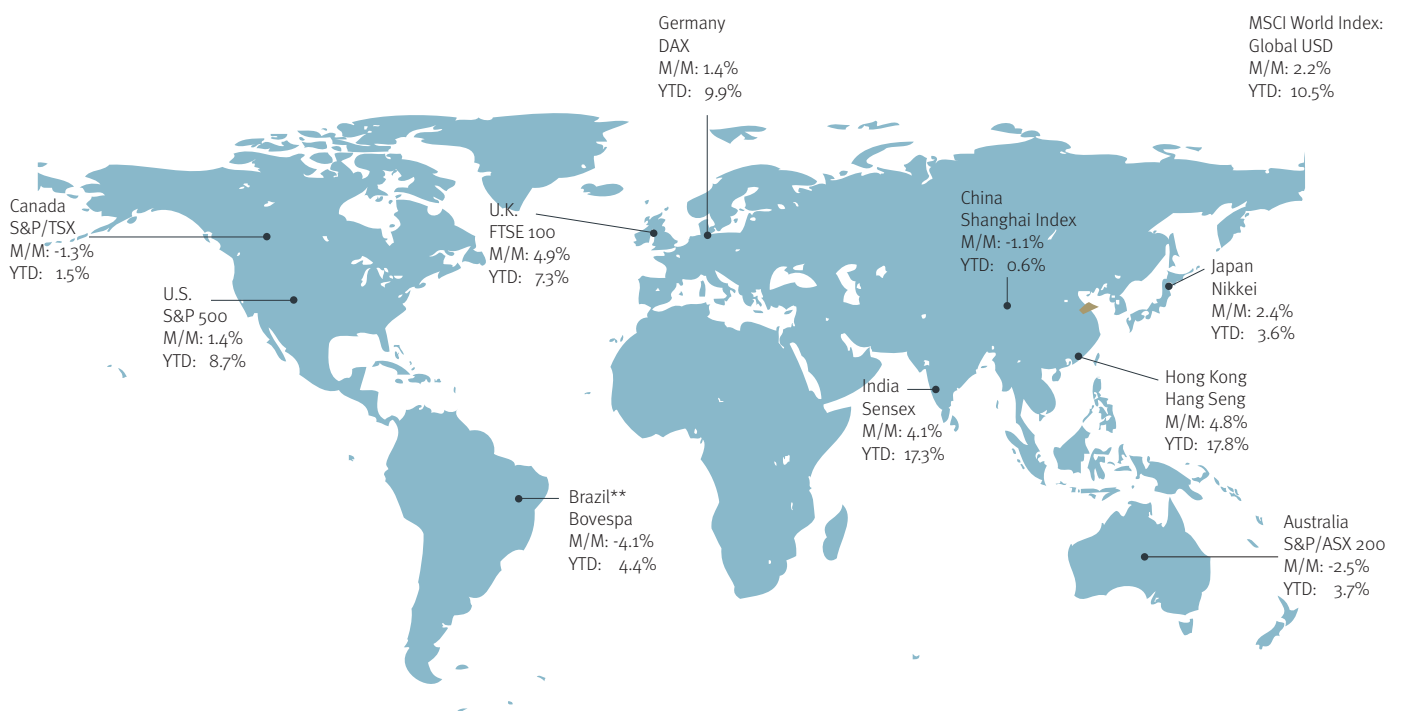 Germany
DAX
M/M: 1.4%
YTD: 9.9%
MSCI World Index:
Global USD
M/M: 2.2%
YTD: 10.5%
Canada
S&P/TSX
M/M: -1.3%
YTD: 1.5%
U.K.
FTSE 100
M/M: 4.9%
YTD: 7.3%
China
Shanghai Index
M/M: -1.1%
YTD: 0.6%
Japan
Nikkei
M/M: 2.4%
YTD: 3.6%
U.S.
S&P 500
M/M: 1.4%
YTD: 8.7%
India
Sensex
M/M: 4.1%
YTD: 17.3%
Hong Kong
Hang Seng
M/M: 4.8%
YTD: 17.8%
Brazil**
Bovespa
M/M: -4.1%
YTD: 4.4%
Australia
S&P/ASX 200
M/M: -2.5%
YTD: 3.7%